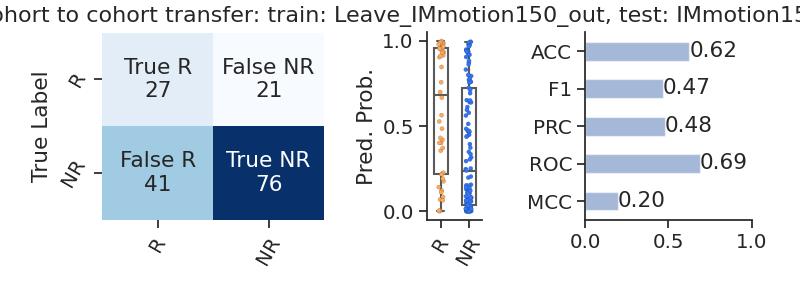 ohort to cohort transfer: train: Leave_IMmotion150_out, test: IMmotion15
True Label
R
NR
True R
27
False NR
21
False R
41
True NR
76
R
NR
Pred. Prob.
1.0
0.5
0.0
R
NR
ACC
F1
PRC
ROC
MCC
0.62
0.47
0.48
0.69
0.20
0.0
0.5
1.0